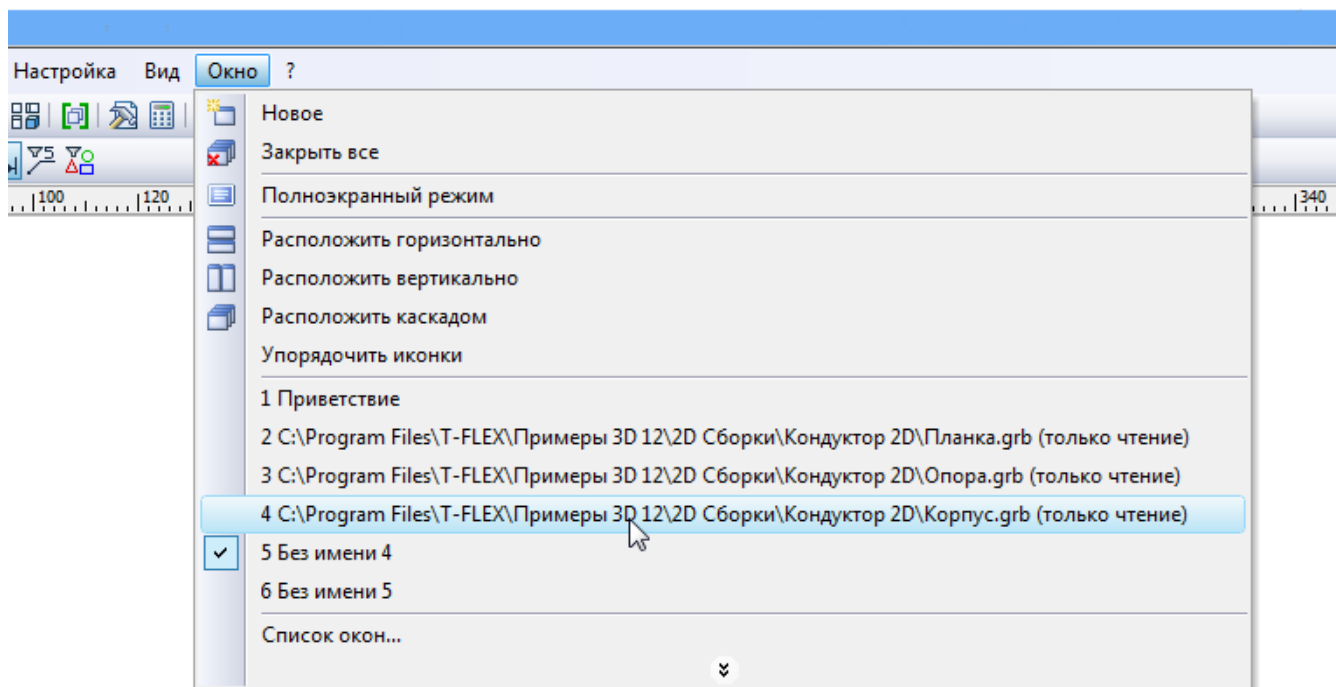 Настройка Вид Окно ?
Новое
Закрыть все
100 120 340
Полноэкранный режим
Расположить горизонтально
Расположить вертикально
Расположить каскадом
Упорядочить иконки
1 Приветствие
2 C:\Program Files\T-FLEX\Примеры 3D 12\2D Сборки\Кондуктор 2D\Планка.grb (только чтение)
3 C:\Program Files\T-FLEX\Примеры 3D 12\2D Сборки\Кондуктор 2D\Опора.grb (только чтение)
4 C:\Program Files\T-FLEX\Примеры 3D 12\2D Сборки\Кондуктор 2D\Корпус.grb (только чтение)
5 Без имени 4
6 Без имени 5
Список окон...